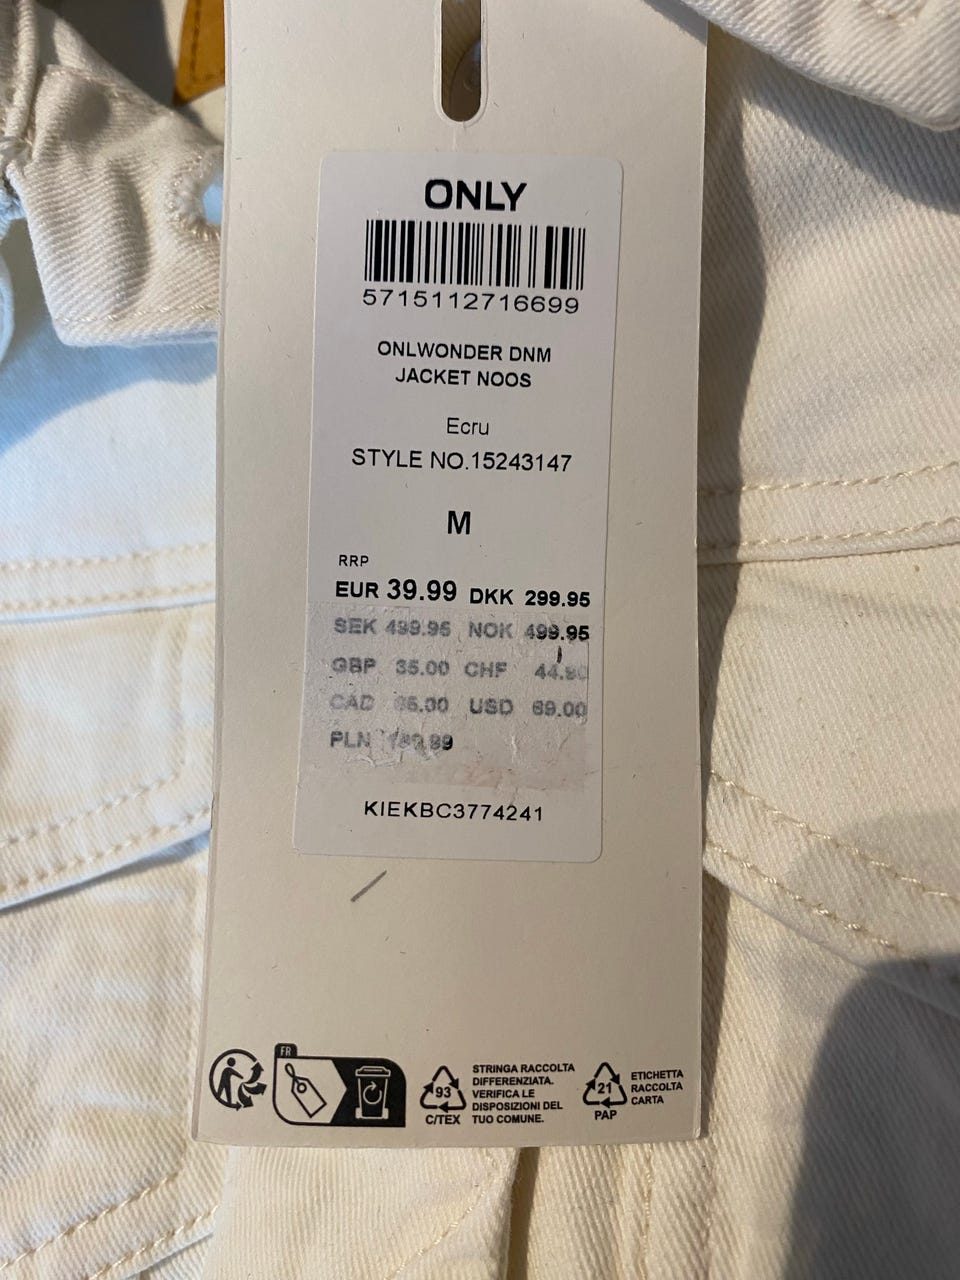 ONLY
5715112716699
ONLWONDER DNM
JACKET NOOS
Ecru
STYLE NO.15243147
M
RRP
EUR 39.99 DKK 299.95
SEK 499.95 NOK 499.95
GBP 35.00 CHF 44.90
CAD USD 69.00
PLN
KIEKBC3774241
FR
93
C/TEX
STRINGA RACCOLTA
DIFFERENZIATA.
VERIFICA LE
DISPOSIZIONI DEL
TUO COMUNE.
21
PAP
ETICHETTA
RACCOLTA
CARTA